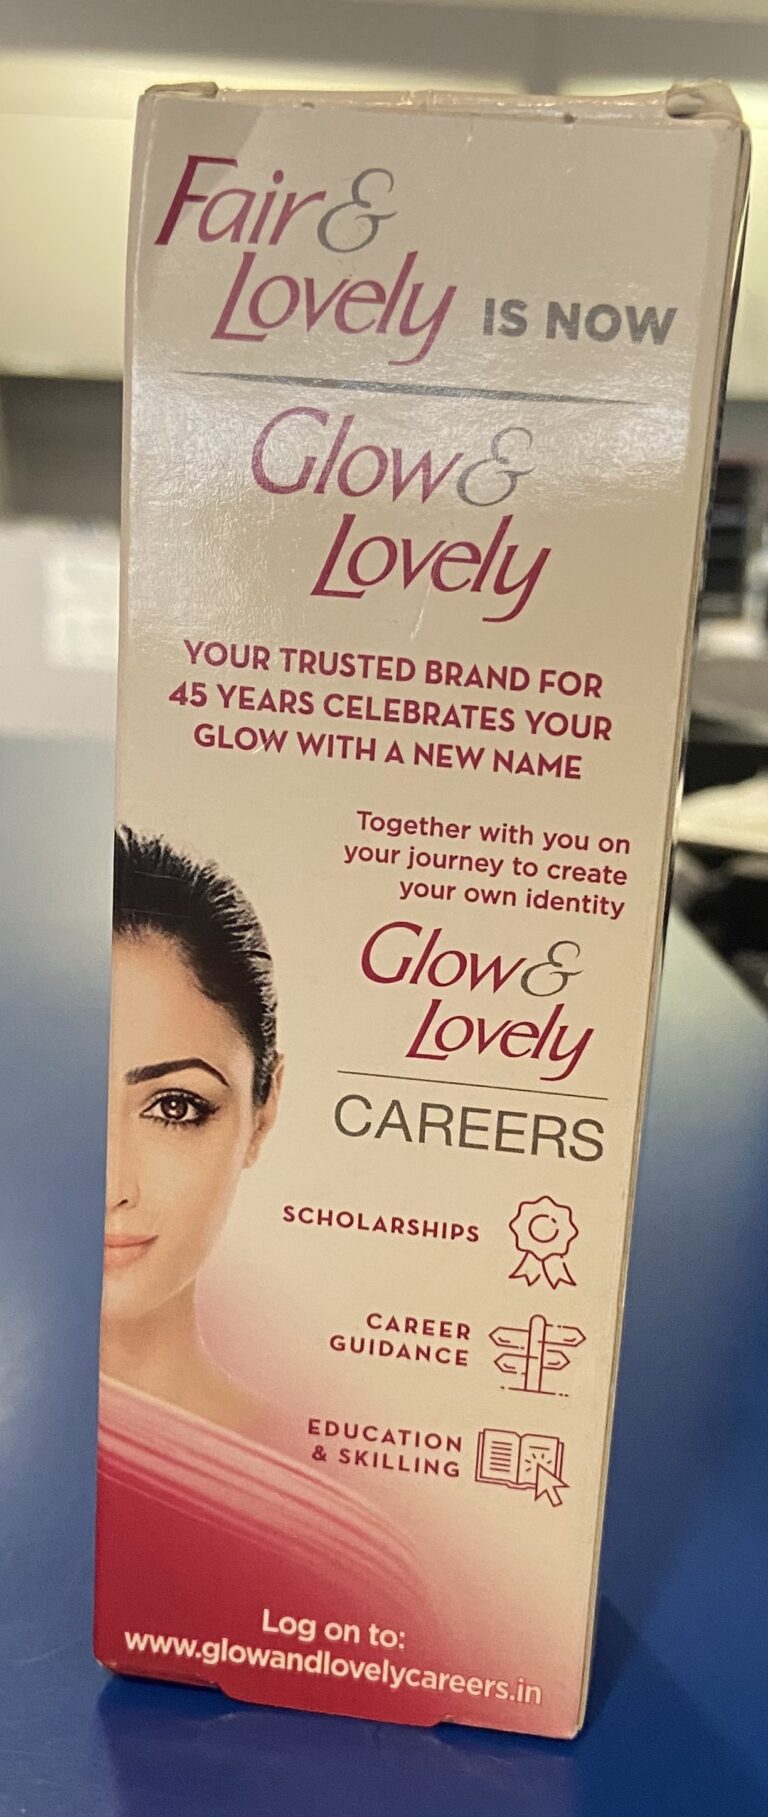 Fair &
Lovely IS NOW
Glow &
Lovely
YOUR TRUSTED BRAND FOR
45 YEARS CELEBRATES YOUR
GLOW WITH A NEW NAME
Together with you on
your journey to create
your own identity
Glow &
Lovely
CAREERS
SCHOLARSHIPS
CAREER
GUIDANCE
EDUCATION
& SKILLING
Log on to:
www.glowandlovelycareers.in